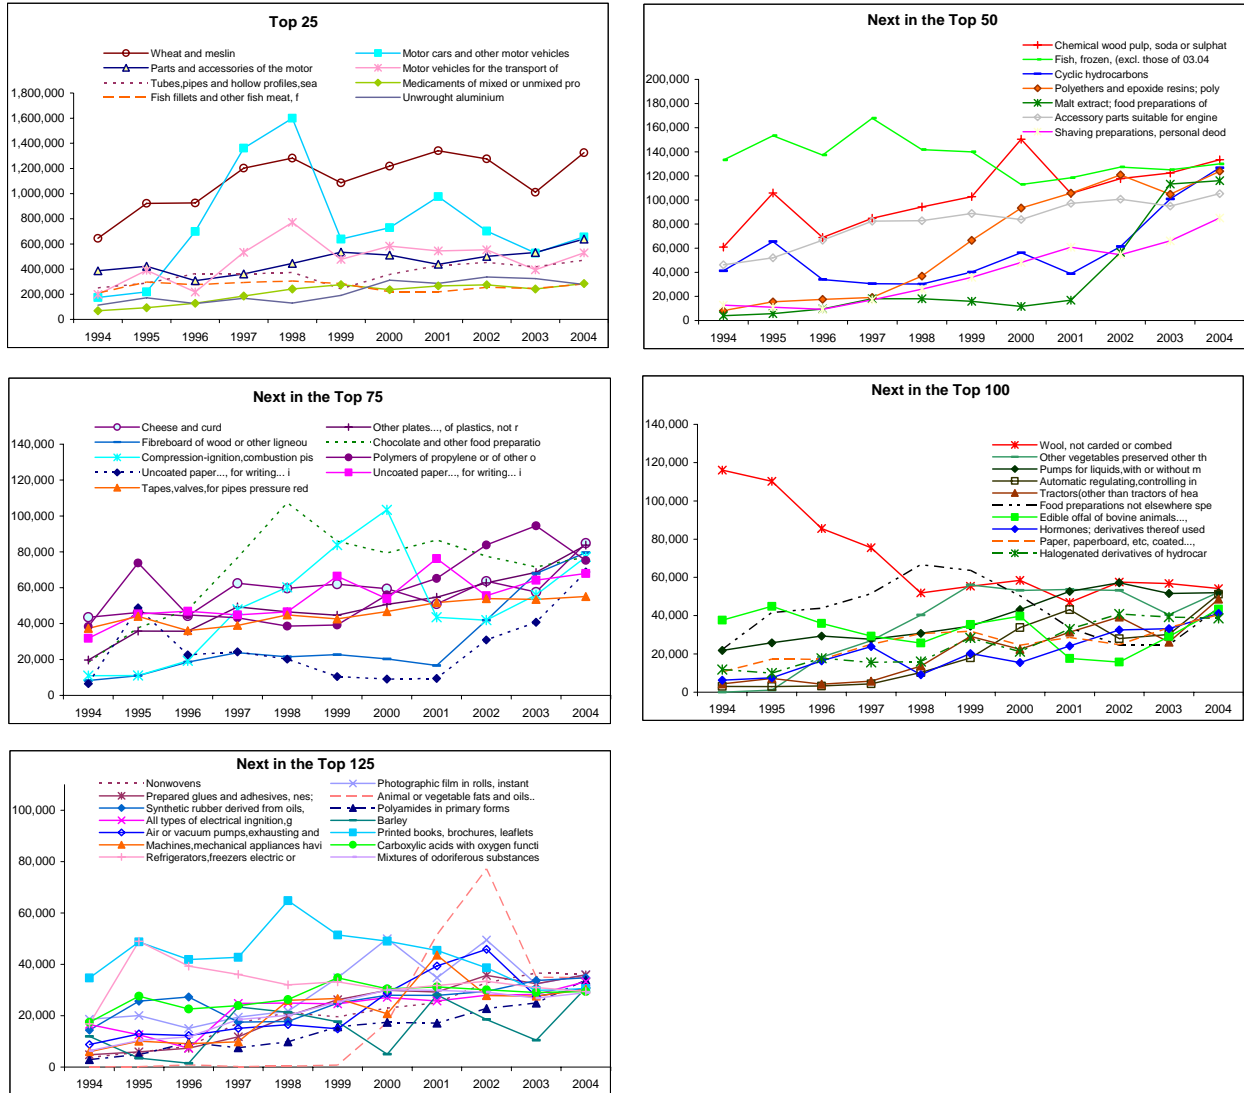 Top 25
Wheat and meslin
Motor cars and other motor vehicles
Parts and accessories of the motor
Motor vehicles for the transport of
Tubes,pipes and hollow profiles,sea
Medicaments of mixed or unmixed pro
Fish fillets and other fish meat, f
Unwrought aluminium
1,800,000
1,600,000
1,400,000
1,200,000
1,000,000
800,000
600,000
400,000
200,000
0
1994 1995 1996 1997 1998 1999 2000 2001 2002 2003 2004
Next in the Top 50
Chemical wood pulp, soda or sulphat
Fish, frozen, (excl. those of 03.04
Cyclic hydrocarbons
Polyethers and epoxide resins; poly
Malt extract; food preparations of
Accessory parts suitable for engine
Shaving preparations, personal deod
200,000
180,000
160,000
140,000
120,000
100,000
80,000
60,000
40,000
20,000
0
1994 1995 1996 1997 1998 1999 2000 2001 2002 2003 2004
Next in the Top 75
Cheese and curd
Other plates..., of plastics, not r
Fibreboard of wood or other ligneou
Chocolate and other food preparatio
Compression-ignition,combustion pis
Polymers of propylene or of other o
Uncoated paper..., for writing... i
Uncoated paper..., for writing... i
Tapes,valves,for pipes pressure red
140,000
120,000
100,000
80,000
60,000
40,000
20,000
0
1994 1995 1996 1997 1998 1999 2000 2001 2002 2003 2004
Next in the Top 100
Wool, not carded or combed
Other vegetables preserved other th
Pumps for liquids,with or without m
Automatic regulating,controlling in
Tractors(other than tractors of hea
Food preparations not elsewhere spe
Edible offal of bovine animals...,
Hormones; derivatives thereof used
Paper, paperboard, etc, coated...,
Halogenated derivatives of hydrocar
140,000
120,000
100,000
80,000
60,000
40,000
20,000
0
1994 1995 1996 1997 1998 1999 2000 2001 2002 2003 2004
Next in the Top 125
Nonwovens
Photographic film in rolls, instant
Prepared glues and adhesives, nes;
Animal or vegetable fats and oils..
Synthetic rubber derived from oils,
Polyamides in primary forms
All types of electrical ingnition,g
Barley
Air or vacuum pumps,exhausting and
Printed books, brochures, leaflets
Machines,mechanical appliances havi
Carboxylic acids with oxygen functi
Refrigerators,freezers electric or
Mixtures of odoriferous substances
100,000
80,000
60,000
40,000
20,000
0
1994 1995 1996 1997 1998 1999 2000 2001 2002 2003 2004